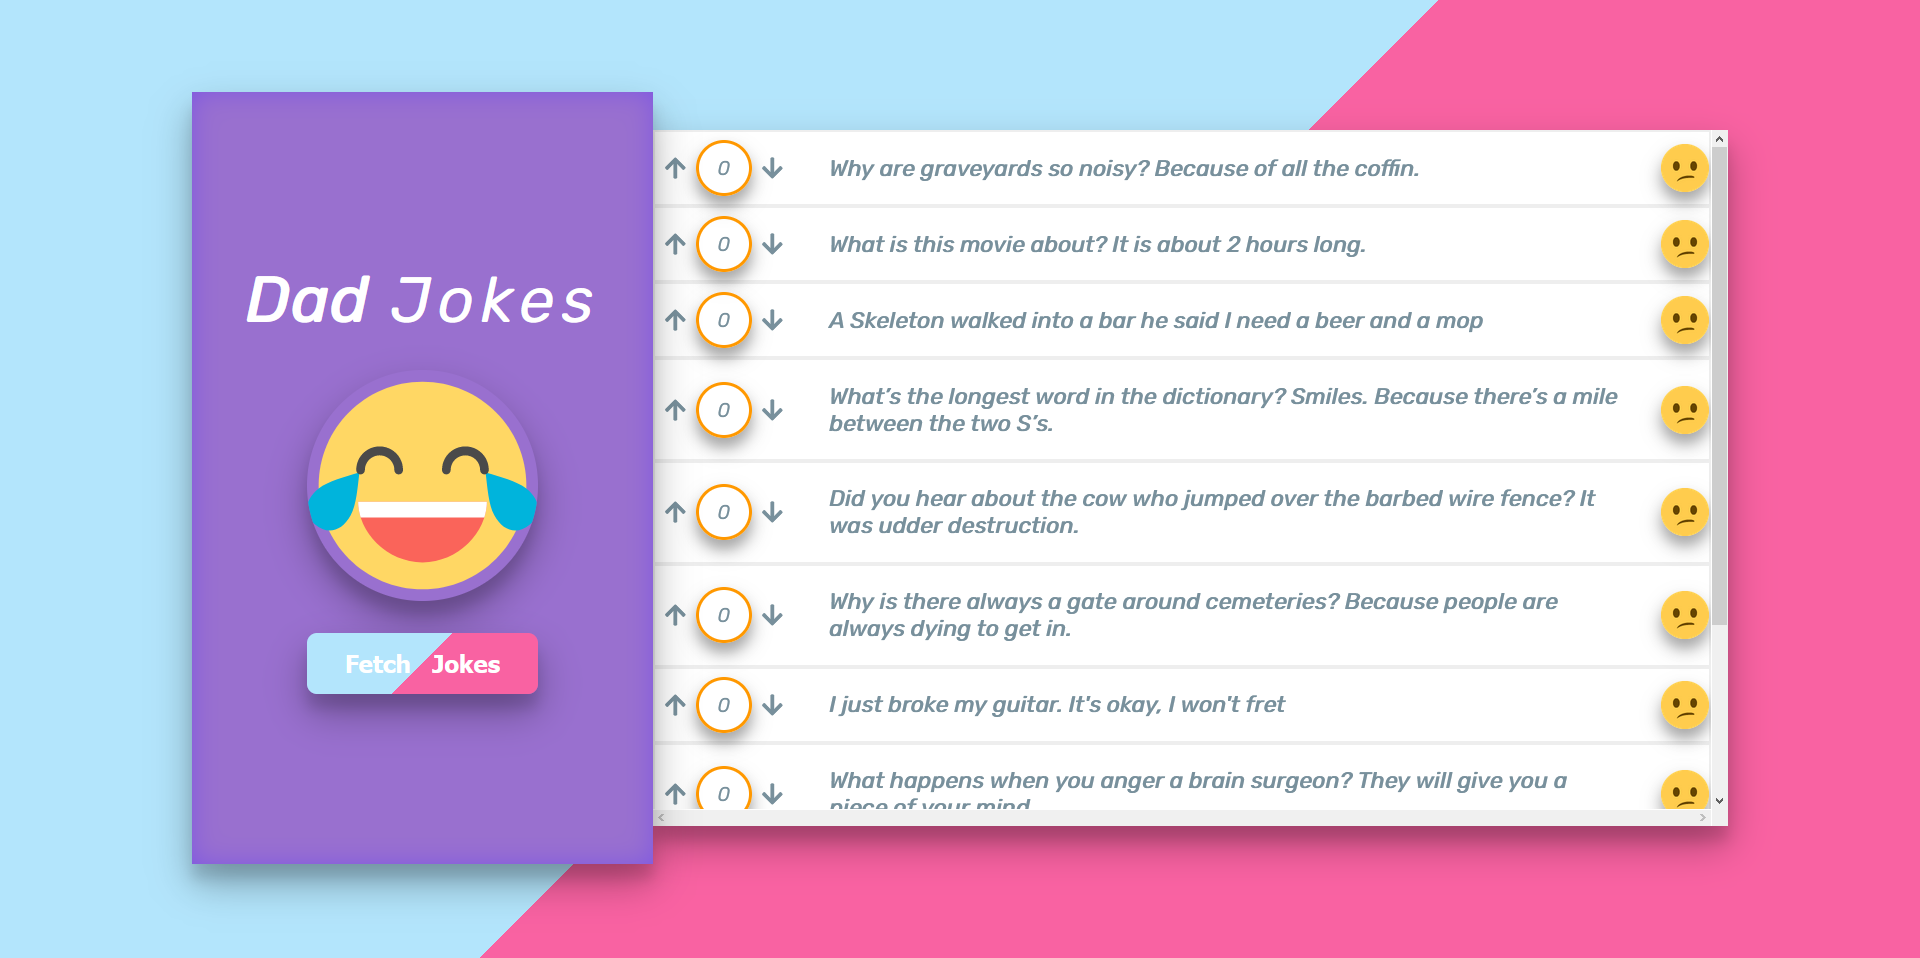 Dad Jokes
Fetch Jokes
0
Why are graveyards so noisy? Because of all the coffin.
0
What is this movie about? It is about 2 hours long.
0
A Skeleton walked into a bar he said I need a beer and a mop
0
What’s the longest word in the dictionary? Smiles. Because there’s a mile
between the two S’s.
0
Did you hear about the cow who jumped over the barbed wire fence? It
was udder destruction.
0
Why is there always a gate around cemeteries? Because people are
always dying to get in.
0
I just broke my guitar. It's okay, I won't fret
0
What happens when you anger a brain surgeon? They will give you a
piece of your mind